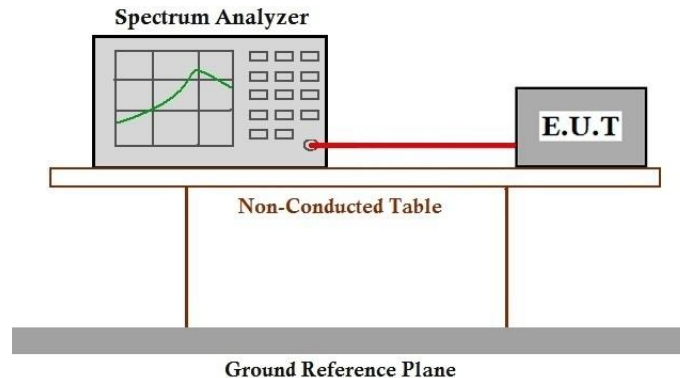 Spectrum Analyzer
E.U.T
Non-Conducted Table
Ground Reference Plane